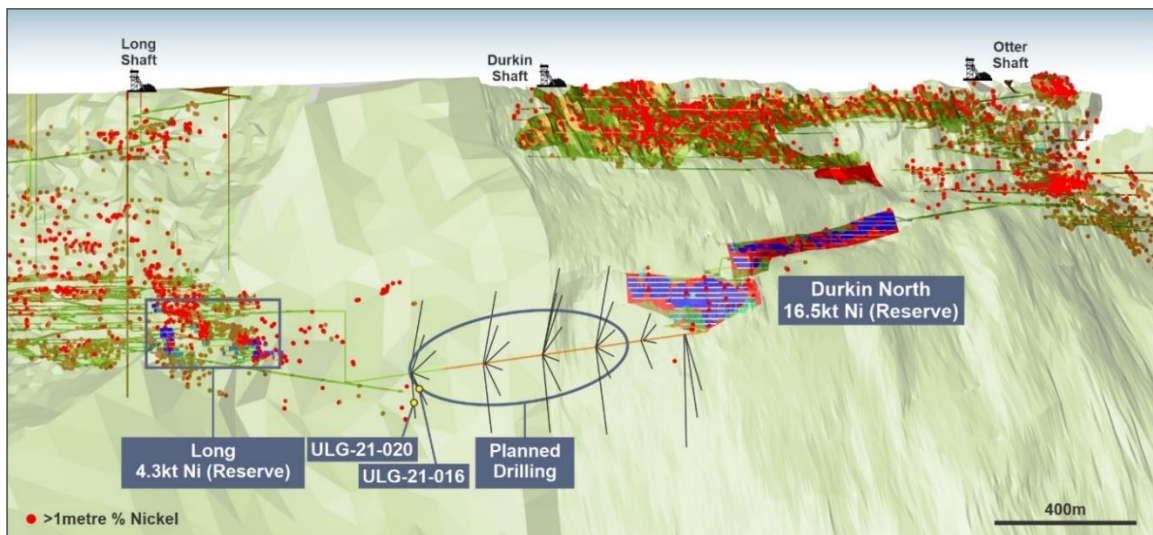 Long
Shaft
Durkin
Shaft
Otter
Shaft
Durkin North
16.5kt Ni (Reserve)
Long
4.3kt Ni (Reserve)
ULG-21-020
ULG-21-016
Planned
Drilling
>1metre % Nickel
400m